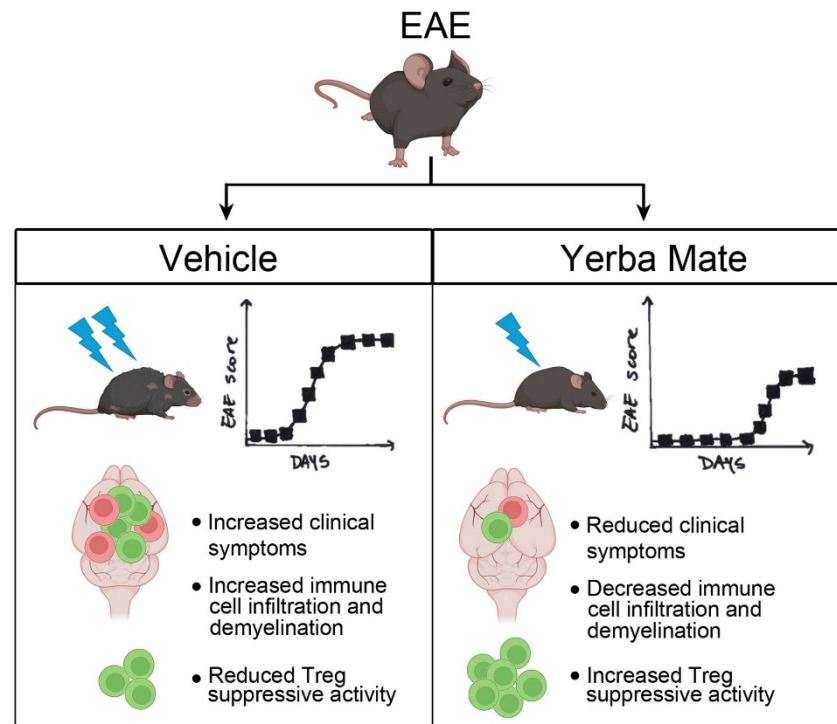 EAE
Vehicle
Yerba Mate
EAE score
DAYS
EAE score
DAYS
• Increased clinical
symptoms
• Increased immune
cell infiltration and
demyelination
• Reduced Treg
suppressive activity
• Reduced clinical
symptoms
• Decreased immune
cell infiltration and
demyelination
• Increased Treg
suppressive activity